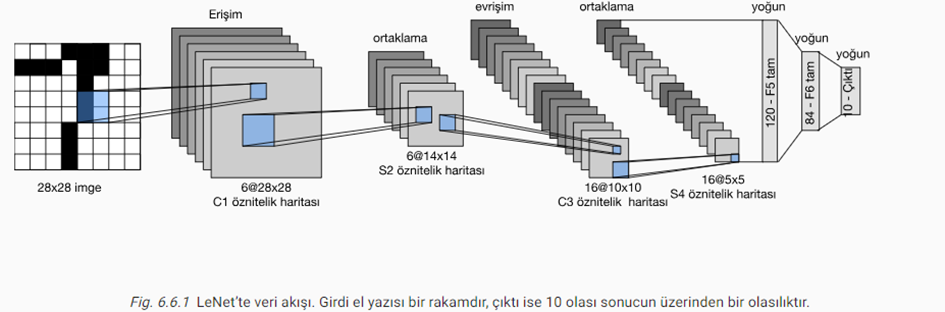 Erişim
ortaklama
evrişim
ortaklama
yoğun
yoğun
yoğun
120 - F5 tam
84 - F6 tam
10 - Çıktı
28x28 imge
6@28x28
C1 öznitelik haritası
6@14x14
S2 öznitelik haritası
16@10x10
C3 öznitelik haritası
16@5x5
S4 öznitelik haritası
Fig. 6.6.1 LeNet'te veri akışı. Girdi el yazısı bir rakamdır, çıktı ise 10 olası sonucun üzerinden bir olasılıktır.